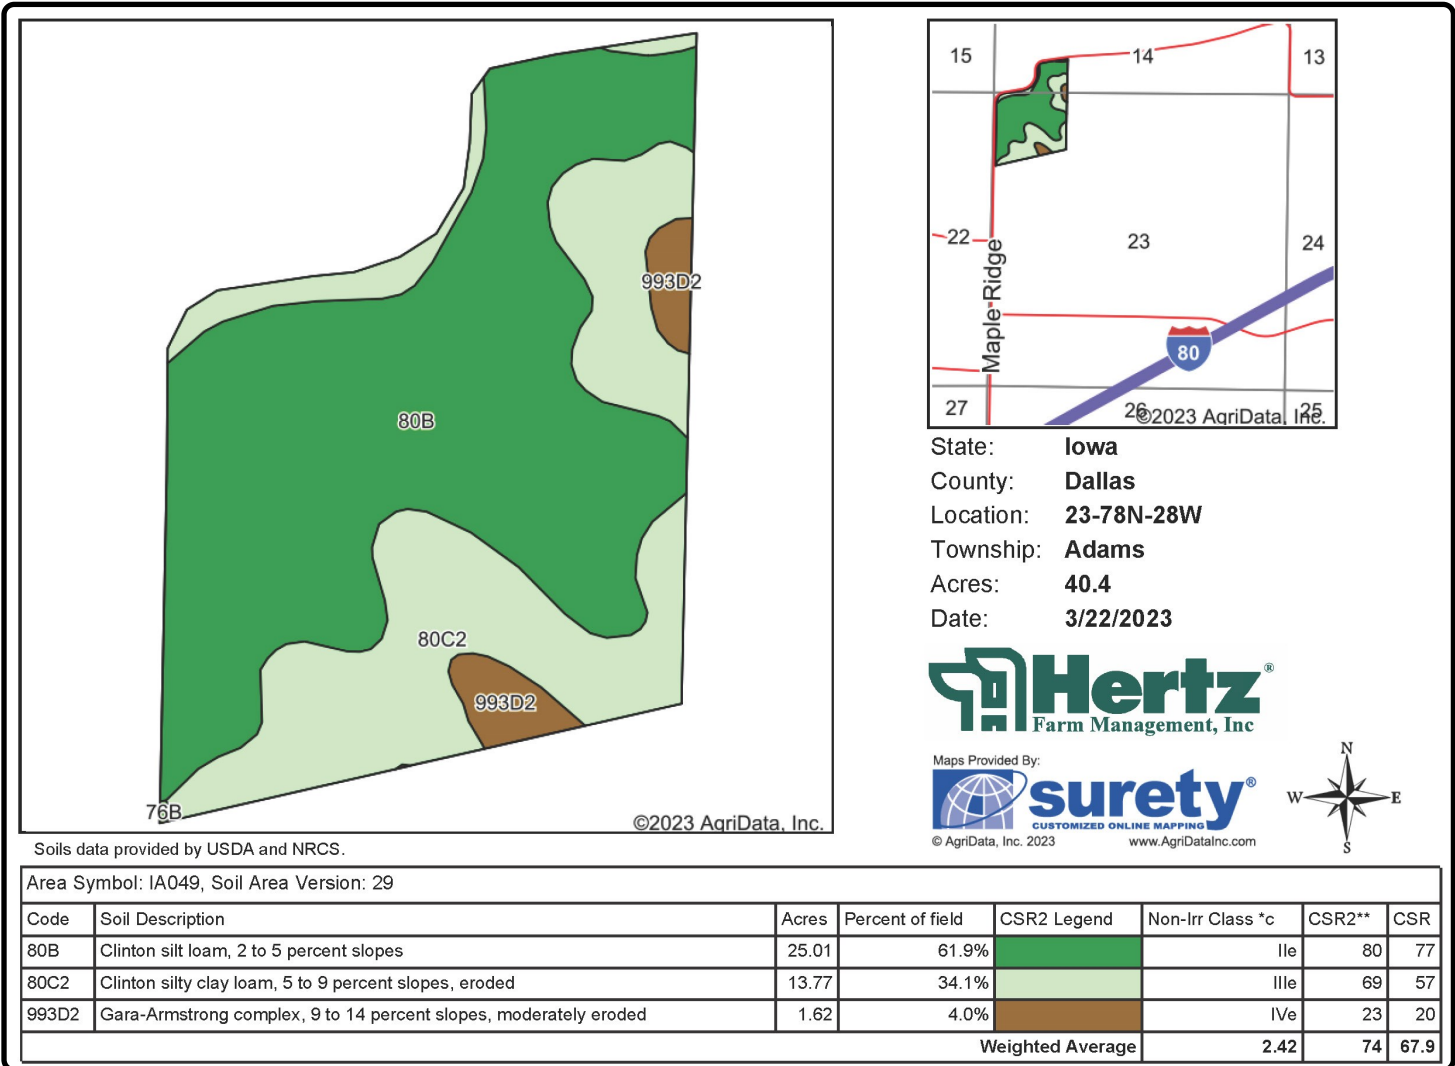 993D2
80B
80C2
993D2
76B
©2023 AgriData, Inc.
15
14
13
22
23
24
Maple Ridge
80
27
26
25
©2023 AgriData, Inc.
State: Iowa
County: Dallas
Location: 23-78N-28W
Township: Adams
Acres: 40.4
Date: 3/22/2023
Hertz®
Farm Management, Inc
Maps Provided By:
surety®
CUSTOMIZED ONLINE MAPPING
© AgriData, Inc. 2023 www.AgriDataInc.com
N
W E
S
Soils data provided by USDA and NRCS.
Area Symbol: IA049, Soil Area Version: 29
Code Soil Description Acres Percent of field CSR2 Legend Non-Irr Class *c CSR2** CSR
80B Clinton silt loam, 2 to 5 percent slopes 25.01 61.9% IIe 80 77
80C2 Clinton silty clay loam, 5 to 9 percent slopes, eroded 13.77 34.1% IIIe 69 57
993D2 Gara-Armstrong complex, 9 to 14 percent slopes, moderately eroded 1.62 4.0% IVe 23 20
Weighted Average 2.42 74 67.9